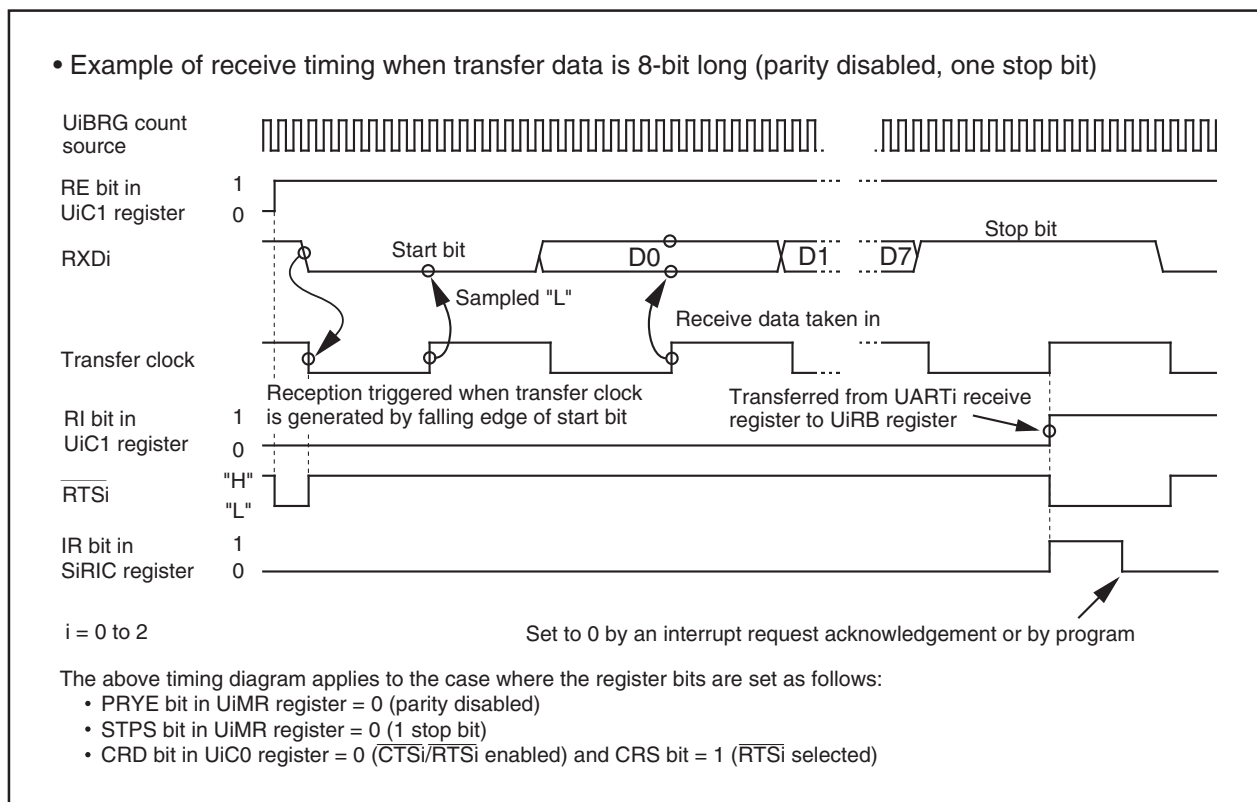 • Example of receive timing when transfer data is 8-bit long (parity disabled, one stop bit)
UiBRG count
source
RE bit in
UiC1 register
1
0
RXDi
Start bit
D0
D1
D7
Stop bit
Sampled "L"
Receive data taken in
Transfer clock
Reception triggered when transfer clock
is generated by falling edge of start bit
Transferred from UARTi receive
register to UiRB register
RI bit in
UiC1 register
1
0
RTSi
"H"
"L"
IR bit in
SiRIC register
1
0
i = 0 to 2
Set to 0 by an interrupt request acknowledgement or by program
The above timing diagram applies to the case where the register bits are set as follows:
• PRYE bit in UiMR register = 0 (parity disabled)
• STPS bit in UiMR register = 0 (1 stop bit)
• CRD bit in UiC0 register = 0 (CTSi/RTSi enabled) and CRS bit = 1 (RTSi selected)